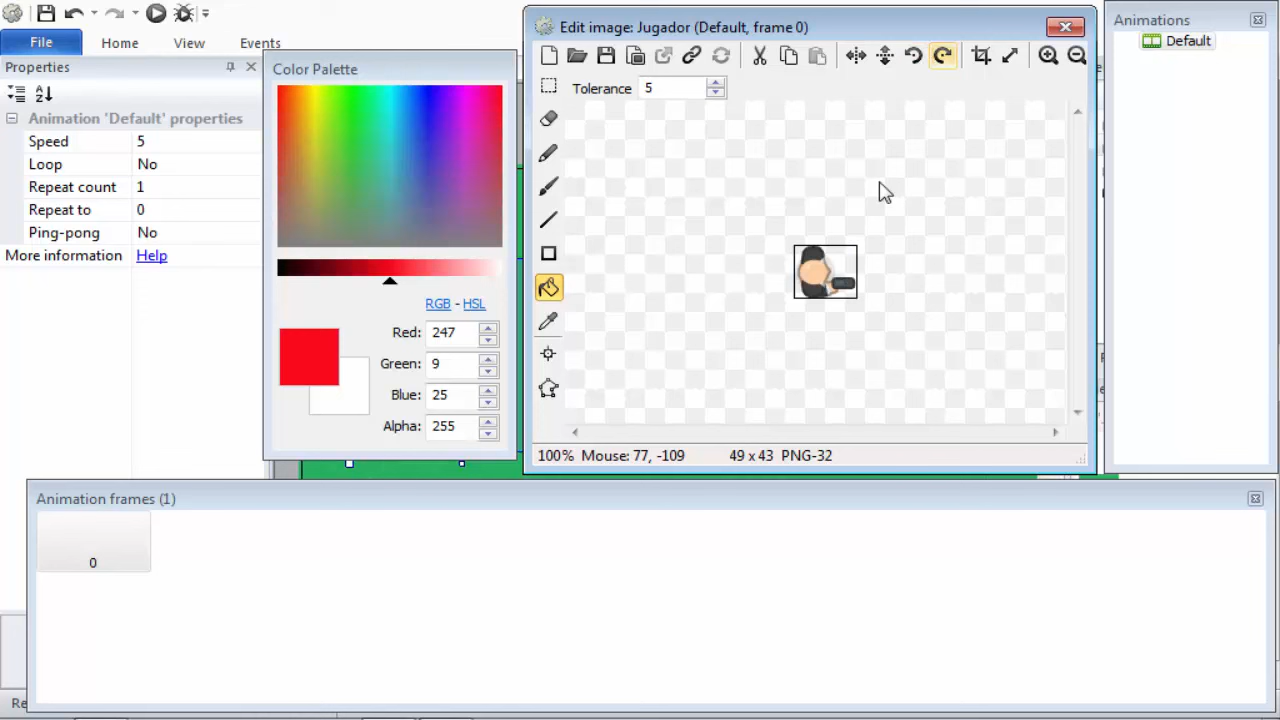 File
Home
View
Events
Properties
Animation 'Default' properties
Speed 5
Loop No
Repeat count 1
Repeat to 0
Ping-pong No
More information Help
Color Palette
RGB - HSL
Red: 247
Green: 9
Blue: 25
Alpha: 255
Edit image: Jugador (Default, frame 0)
Tolerance 5
100% Mouse: 77, -109 49 x 43 PNG-32
Animations
Default
Animation frames (1)
0
Re